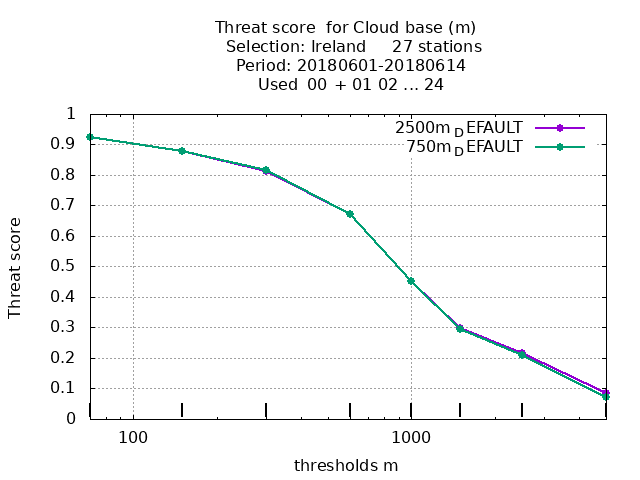 Threat score  for Cloud base (m)
Selection: Ireland     27 stations
Period: 20180601-20180614
Used  00 + 01 02 ... 24
2500m_DEFAULT
750m_DEFAULT
Threat score
1
0.9
0.8
0.7
0.6
0.5
0.4
0.3
0.2
0.1
0
100
1000
thresholds m